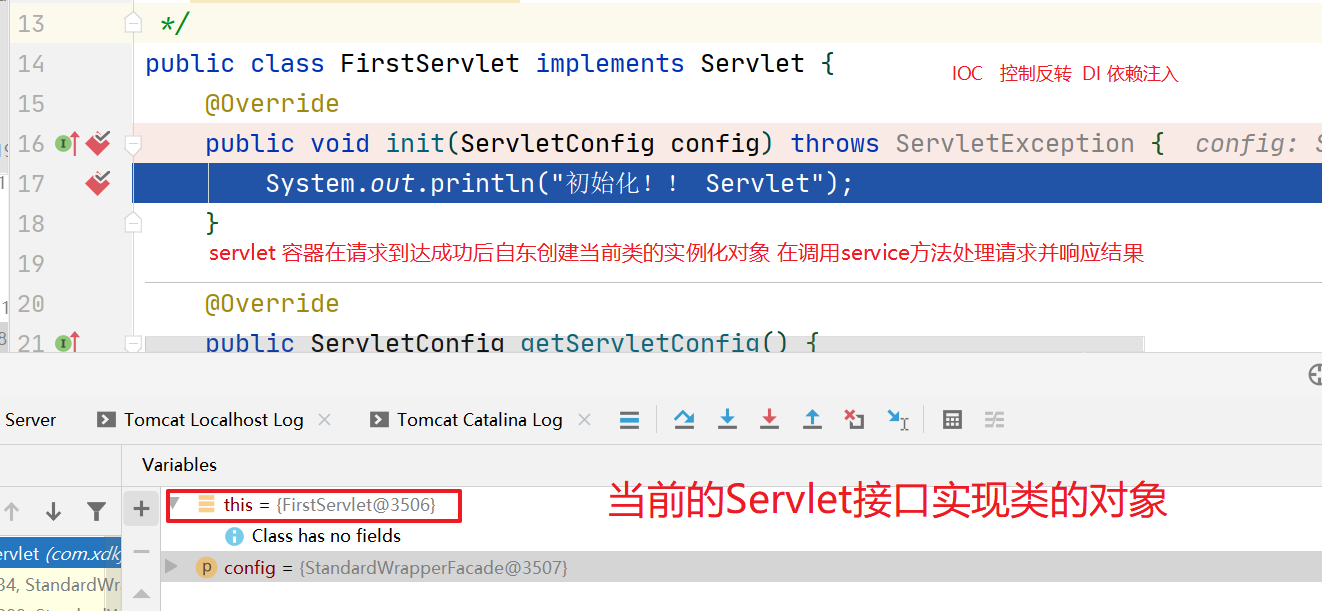 13 */
14 public class FirstServlet implements Servlet {
IOC 控制反转 DI 依赖注入
15 @Override
16 public void init(ServletConfig config) throws ServletException { config:
17 System.out.println("初始化！！ Servlet");
18 }
servlet 容器在请求到达成功后自东创建当前类的实例化对象 在调用service方法处理请求并响应结果
19
20 @Override
21 public ServletConfig getServletConfig() {
Server Tomcat Localhost Log Tomcat Catalina Log
Variables
this = {FirstServlet@3506}
当前的Servlet接口实现类的对象
Class has no fields
ervlet (com.xdk
config = {StandardWrapperFacade@3507}
34, StandardWr